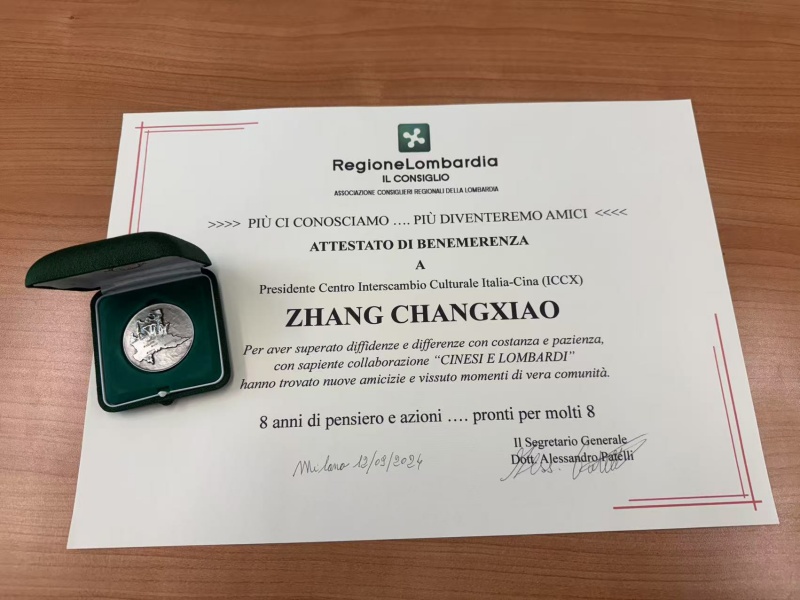 RegioneLombardia
IL CONSIGLIO
ASSOCIAZIONE CONSIGLIERI REGIONALI DELLA LOMBARDIA
>>>> PIÙ CI CONOSCIAMO …. PIÙ DIVENTEREMO AMICI <<<<
ATTESTATO DI BENEMERENZA
A
Presidente Centro Interscambio Culturale Italia-Cina (ICCX)
ZHANG CHANGXIAO
Per aver superato diffidenze e differenze con costanza e pazienza,
con sapiente collaborazione “CINESI E LOMBARDI”
hanno trovato nuove amicizie e vissuto momenti di vera comunità.
8 anni di pensiero e azioni …. pronti per molti 8
Il Segretario Generale
Dott. Alessandro Patelli
Milano 12/09/2024